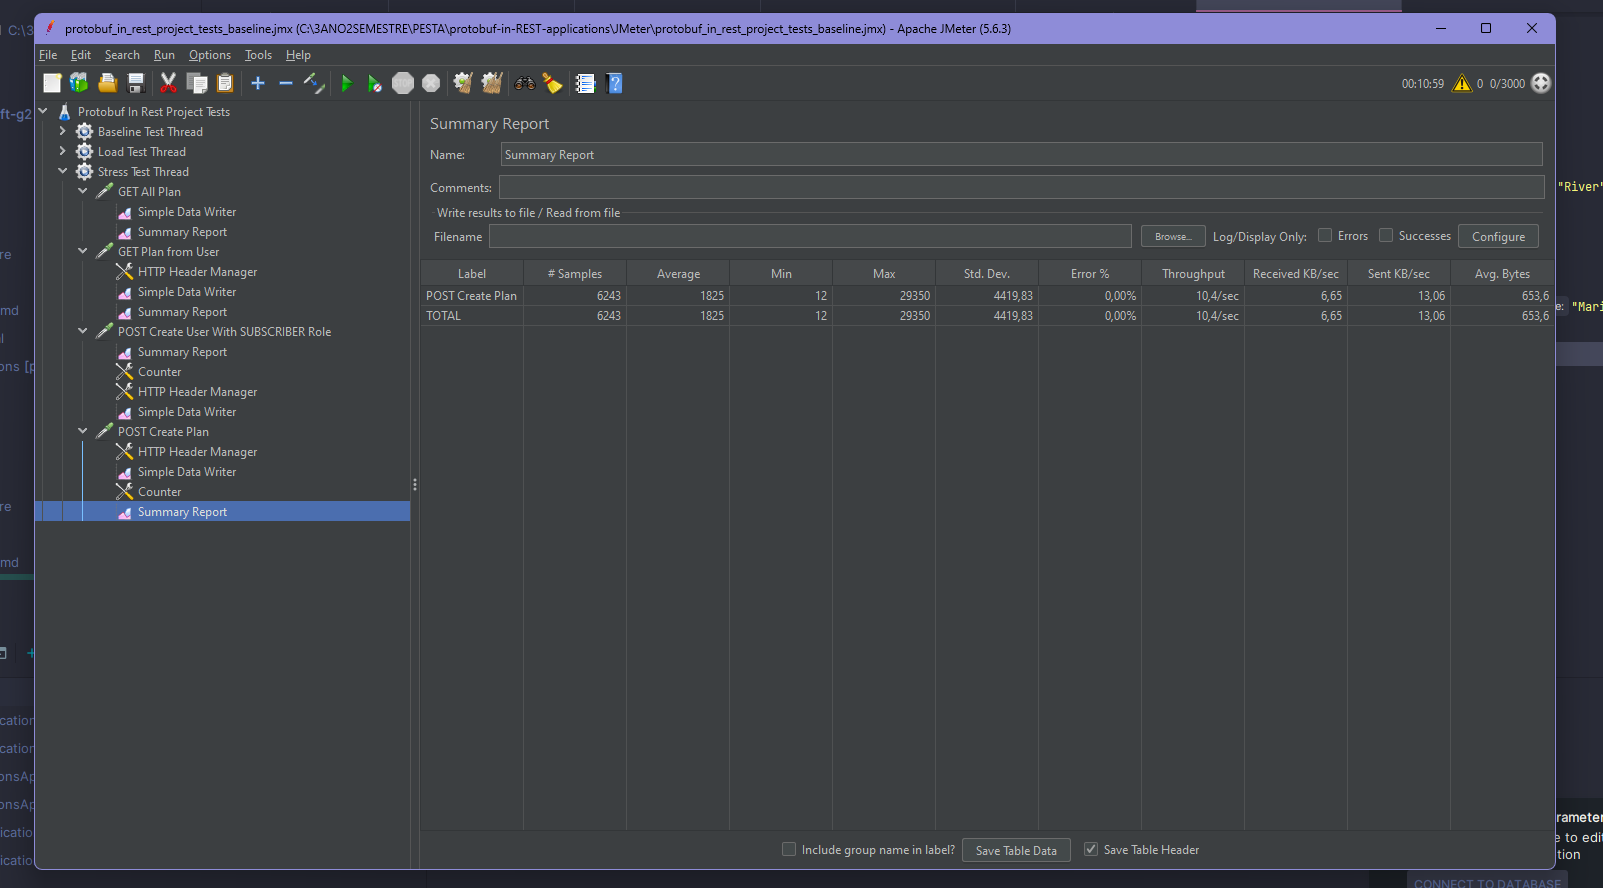 protobuf_in_rest_project_tests_baseline.jmx (C:\3ANO2SEMESTRE\PESTA\protobuf-in-REST-applications\JMeter\protobuf_in_rest_project_tests_baseline.jmx) - Apache JMeter (5.6.3)
File Edit Search Run Options Tools Help
00:10:59 0 0/3000
Protobuf In Rest Project Tests
Baseline Test Thread
Load Test Thread
Stress Test Thread
GET All Plan
Simple Data Writer
Summary Report
GET Plan from User
HTTP Header Manager
Simple Data Writer
Summary Report
POST Create User With SUBSCRIBER Role
Summary Report
Counter
HTTP Header Manager
Simple Data Writer
POST Create Plan
HTTP Header Manager
Simple Data Writer
Counter
Summary Report
Summary Report
Name: Summary Report
Comments:
Write results to file / Read from file
Filename Browse... Log/Display Only: Errors Successes Configure
Label # Samples Average Min Max Std. Dev. Error % Throughput Received KB/sec Sent KB/sec Avg. Bytes
POST Create Plan 6243 1825 12 29350 4419,83 0,00% 10,4/sec 6,65 13,06 653,6
TOTAL 6243 1825 12 29350 4419,83 0,00% 10,4/sec 6,65 13,06 653,6
Include group name in label? Save Table Data Save Table Header
C:\3
ft-g2
re
md
l
ons [p
re
md
cation
cation
onsAp
onsAp
ication
icatio
"River"
e: "Mari
rameter
e to edit
tion
CONNECT TO DATABASE